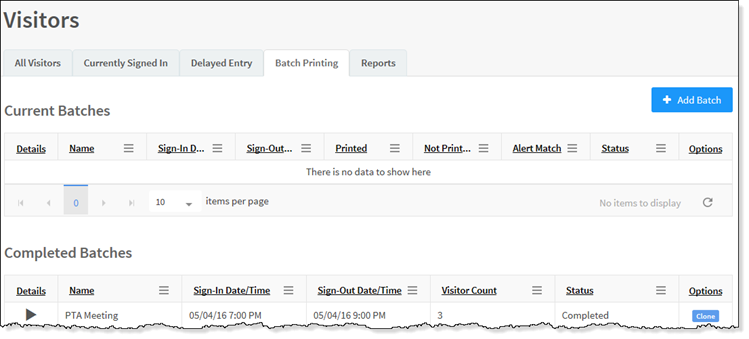 Visitors
All Visitors Currently Signed In Delayed Entry Batch Printing Reports
+ Add Batch
Current Batches
Details Name Sign-In D... Sign-Out... Printed Not Print... Alert Match Status Options
There is no data to show here
0 10 items per page No items to display
Completed Batches
Details Name Sign-In Date/Time Sign-Out Date/Time Visitor Count Status Options
PTA Meeting 05/04/16 7:00 PM 05/04/16 9:00 PM 3 Completed Clone